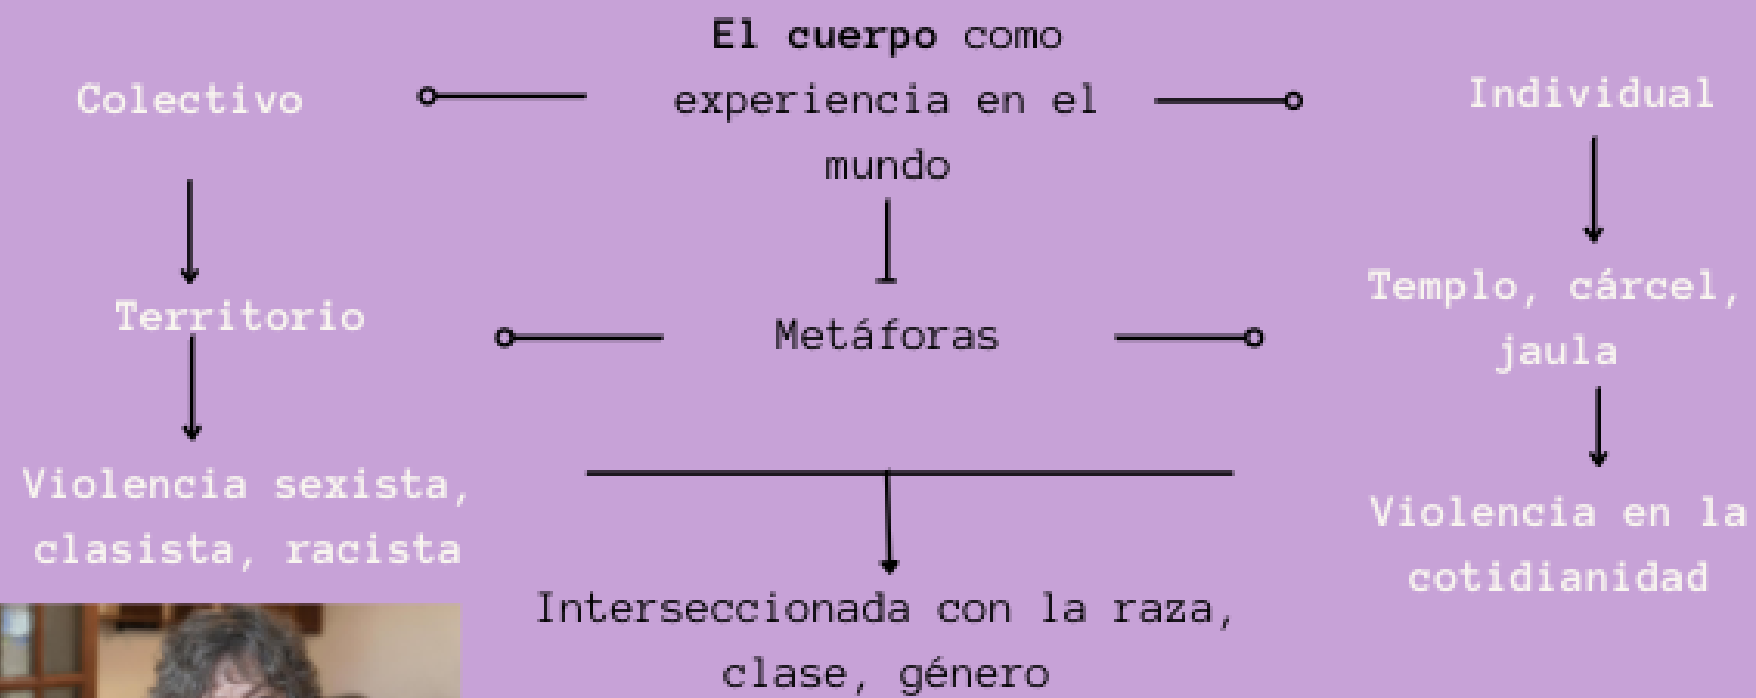 El cuerpo como
experiencia en el
mundo
Colectivo
Individual
Territorio
Metáforas
Templo, cárcel,
jaula
Violencia sexista,
clasista, racista
Violencia en la
cotidianidad
Interseccionada con la raza,
clase, género